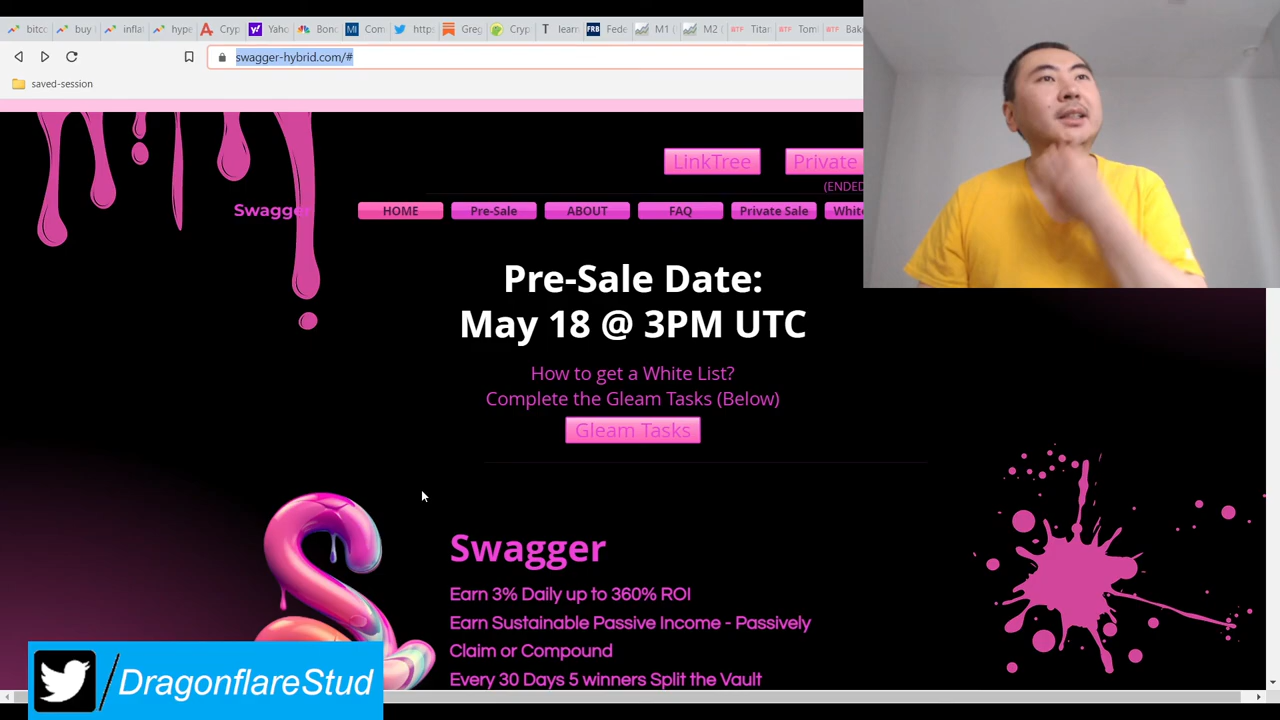 bitco
buy
infla
hype
Cryp
Yaho
Bonc
Com
http
Greg
Cryp
learn
Fede
M1 (
M2 (
Titar
Tom
Bak
swagger-hybrid.com/#
saved-session
LinkTree
Private
(ENDED
Swagger
HOME
Pre-Sale
ABOUT
FAQ
Private Sale
White
Pre-Sale Date:
May 18 @ 3PM UTC
How to get a White List?
Complete the Gleam Tasks (Below)
Gleam Tasks
Swagger
Earn 3% Daily up to 360% ROI
Earn Sustainable Passive Income - Passively
Claim or Compound
Every 30 Days 5 winners Split the Vault
DragonflareStud